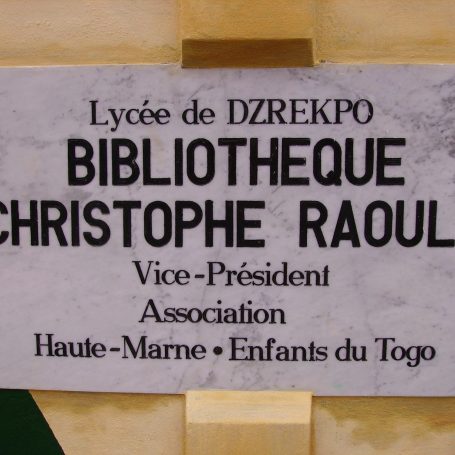 Lycée de DZREKPO
BIBLIOTHEQUE
CHRISTOPHE RAOUL
Vice-Président
Association
Haute-Marne • Enfants du Togo